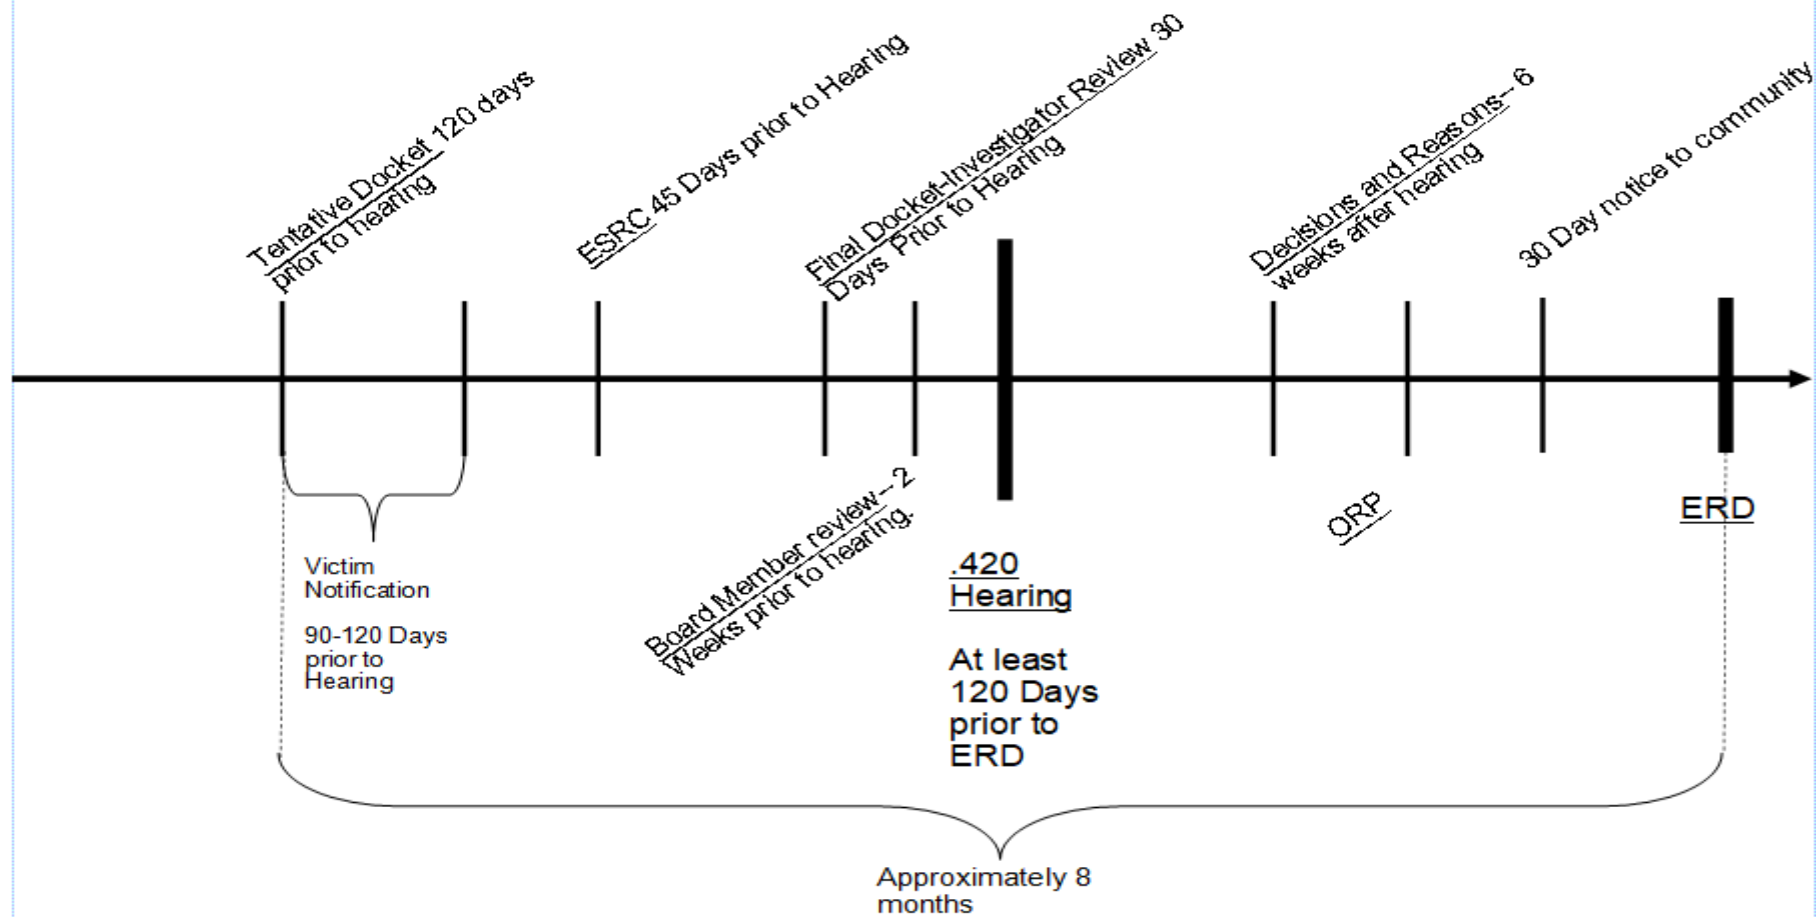 Tentative Docket 120 days
prior to hearing
ESRC 45 Days prior to Hearing
Final Docket-Investigator Review 30
Days Prior to Hearing
Decisions and Reasons-- 6
weeks after hearing
30 Day notice to community
Victim
Notification
90-120 Days
prior to
Hearing
Board Member review-- 2
Weeks prior to hearing.
.420
Hearing
At least
120 Days
prior to
ERD
ORP
ERD
Approximately 8
months